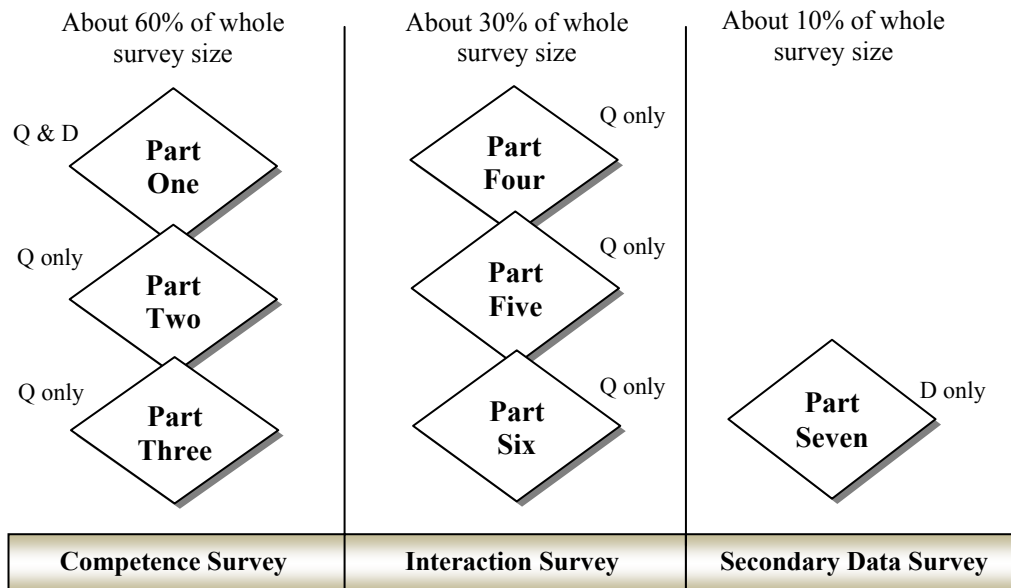 About 60% of whole
survey size
Q & D
Part
One
Q only
Part
Two
Q only
Part
Three
Competence Survey
About 30% of whole
survey size
Q only
Part
Four
Q only
Part
Five
Q only
Part
Six
Interaction Survey
About 10% of whole
survey size
D only
Part
Seven
Secondary Data Survey